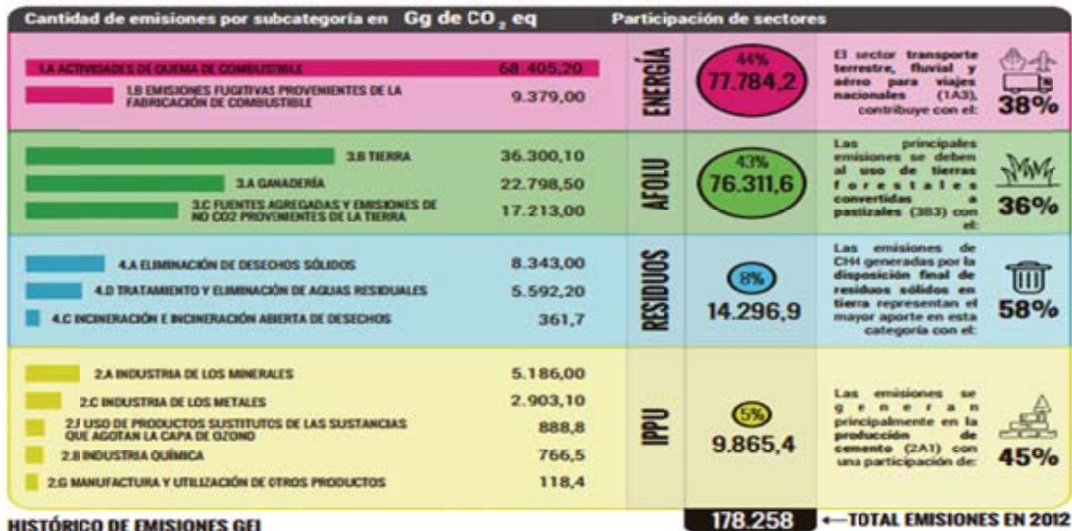 Cantidad de emisiones por subcategoría en Gg de CO₂ eq
Participación de sectores
1.A ACTIVIDADES DE QUEMA DE COMBUSTIBLE 68.405,20
1.B EMISIONES FUGITIVAS PROVENIENTES DE LA
FABRICACIÓN DE COMBUSTIBLE 9.379,00
ENERGÍA
44%
77.784,2
El sector transporte
terrestre, fluvial y
aéreo para viajes
nacionales (1A3),
contribuye con el:
38%
3.B TIERRA 36.300,10
3.A GANADERÍA 22.798,50
3.C FUENTES AGREGADAS Y EMISIONES DE
NO CO2 PROVENIENTES DE LA TIERRA 17.213,00
AFOLU
43%
76.311,6
Las principales
emisiones se deben
al uso de tierras
forestales
convertidas a
pastizales (3B3) con
el:
36%
4.A ELIMINACIÓN DE DESECHOS SÓLIDOS 8.343,00
4.D TRATAMIENTO Y ELIMINACIÓN DE AGUAS RESIDUALES 5.592,20
4.C INCINERACIÓN E INCINERACIÓN ABIERTA DE DESECHOS 361,7
RESIDUOS
8%
14.296,9
Las emisiones de
CH4 generadas por la
disposición final de
residuos sólidos en
tierra representan el
mayor aporte en esta
categoría con el:
58%
2.A INDUSTRIA DE LOS MINERALES 5.186,00
2.C INDUSTRIA DE LOS METALES 2.903,10
2.F USO DE PRODUCTOS SUSTITUTOS DE LAS SUSTANCIAS
QUE AGOTAN LA CAPA DE OZONO 888,8
2.B INDUSTRIA QUÍMICA 766,5
2.G MANUFACTURA Y UTILIZACIÓN DE OTROS PRODUCTOS 118,4
IPPU
5%
9.865,4
Las emisiones se
generan
principalmente en la
producción de
cemento (2A1) con
una participación de:
45%
HISTÓRICO DE EMISIONES GEI
178.258 ←TOTAL EMISIONES EN 2012